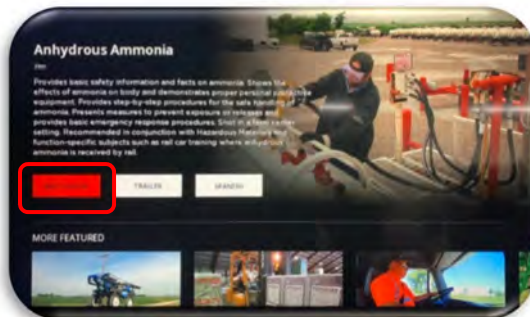 Anhydrous Ammonia
Provides basic safety information and facts on ammonia. Shows the
effects of ammonia on body and demonstrates proper personal protective
equipment. Provides step-by-step procedures for the safe handling of
ammonia. Presents measures to prevent exposure or releases and
provides basic emergency response procedures. Shot in a farm center
setting. Recommended in conjunction with Hazardous Materials and
function-specific subjects such as rail car training where anhydrous
ammonia is received by rail.
TRAILER
SPANISH
MORE FEATURED